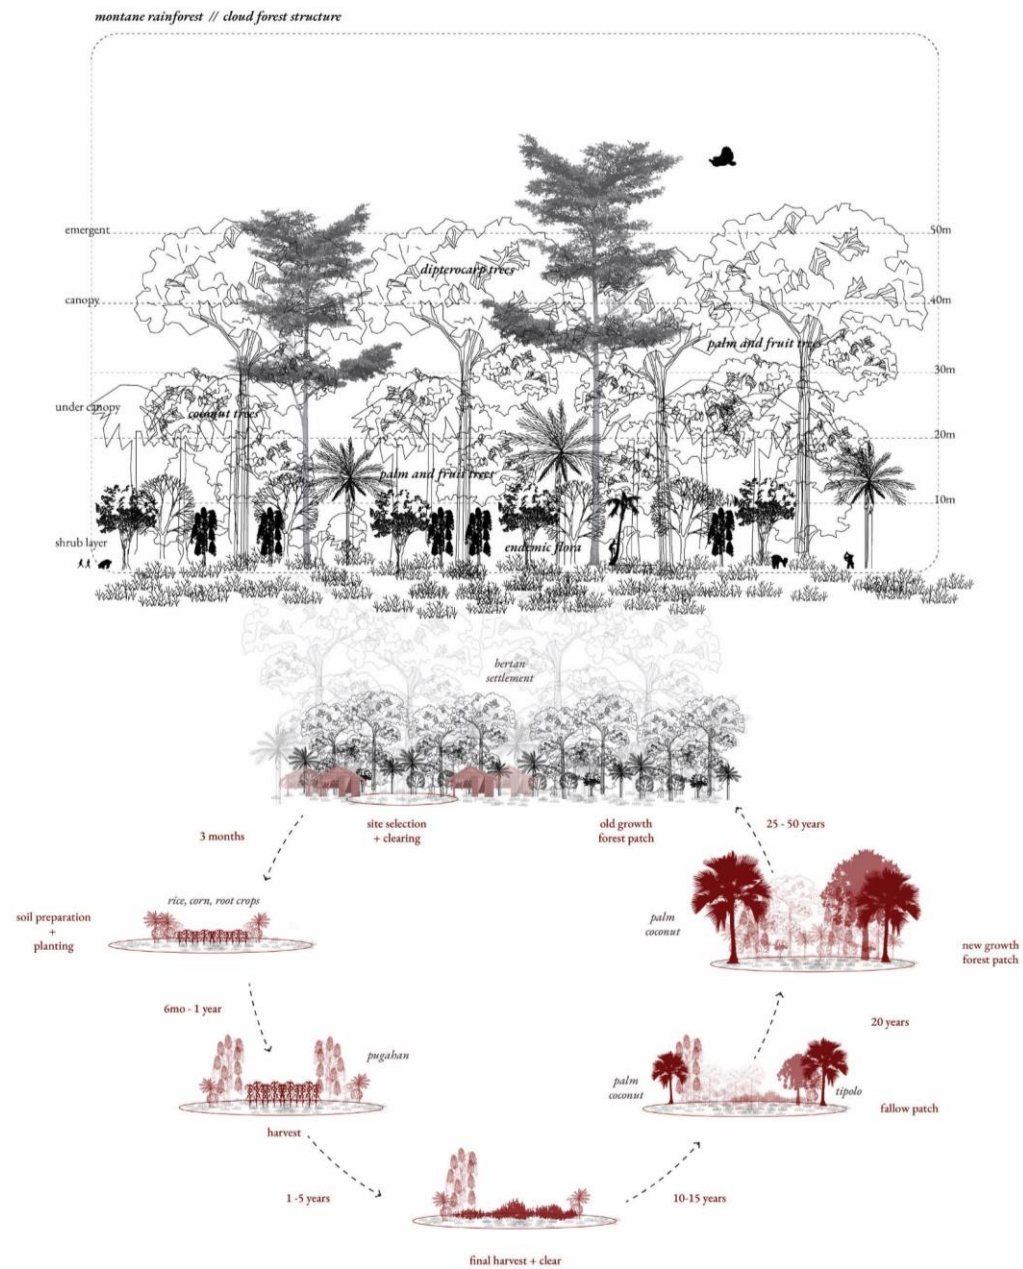 montane rainforest // cloud forest structure
emergent
50m
dipterocarp trees
canopy
40m
palm and fruit trees
30m
under canopy
coconut trees
20m
palm and fruit trees
10m
shrub layer
endemic flora
bertan
settlement
3 months
site selection
+ clearing
old growth
forest patch
25 - 50 years
rice, corn, root crops
soil preparation
+
planting
palm
coconut
new growth
forest patch
6mo - 1 year
20 years
pugahan
palm
coconut
tipolo
fallow patch
harvest
1 -5 years
10-15 years
final harvest + clear